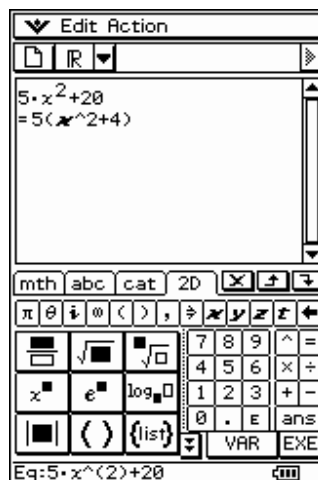 Edit Action
ℝ
5·x²+20
=5(x^2+4)
mth abc cat 2D
π θ i ∞ ( ) , ⇒ x y z t ←
√■ ■√□ 7 8 9 ^ =
4 5 6 × ÷
x■ e■ log■□ 1 2 3 + -
|■| ( ) {list} 0 . E ans
VAR EXE
Eq:5·x^(2)+20